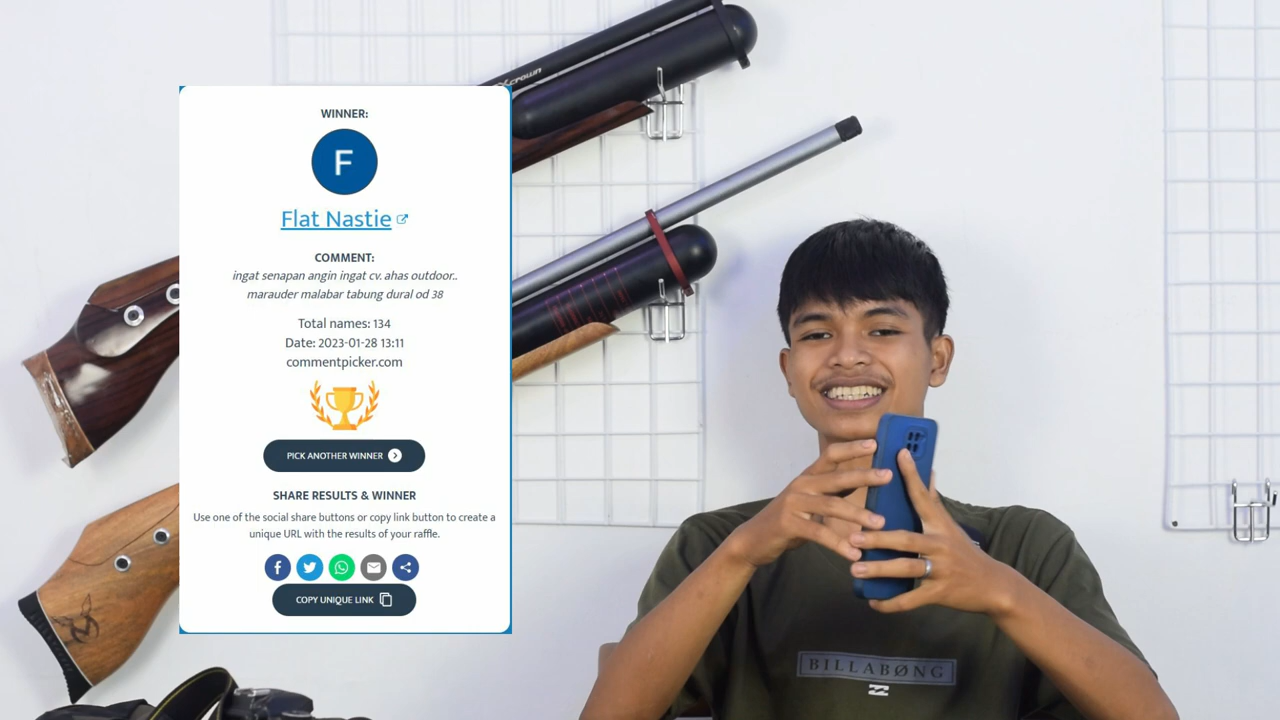 crown
WINNER:
F
Flat Nastie
COMMENT:
ingat senapan angin ingat cv. ahas outdoor..
marauder malabar tabung dural od 38
Total names: 134
Date: 2023-01-28 13:11
commentpicker.com
PICK ANOTHER WINNER
SHARE RESULTS & WINNER
Use one of the social share buttons or copy link button to create a
unique URL with the results of your raffle.
COPY UNIQUE LINK
BILLABØNG